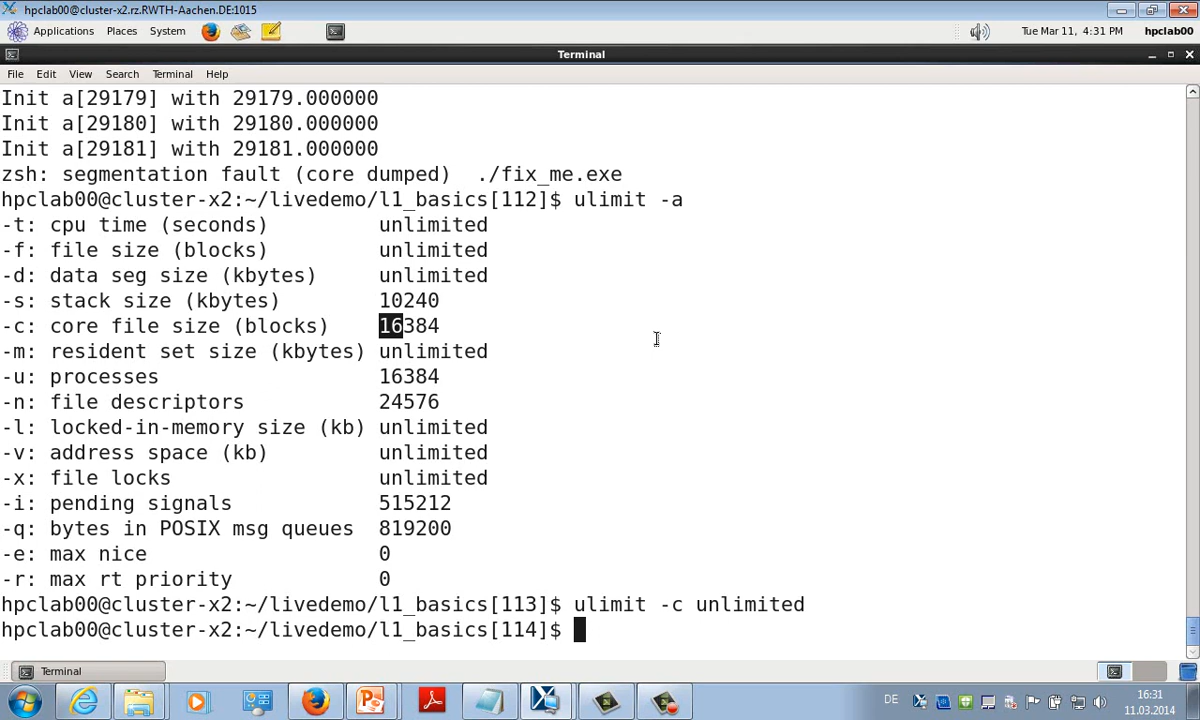 hpclab00@cluster-x2.rz.RWTH-Aachen.DE:1015
Applications Places System Tue Mar 11, 4:31 PM hpclab00
Terminal
File Edit View Search Terminal Help
Init a[29179] with 29179.000000
Init a[29180] with 29180.000000
Init a[29181] with 29181.000000
zsh: segmentation fault (core dumped)  ./fix_me.exe
hpclab00@cluster-x2:~/livedemo/l1_basics[112]$ ulimit -a
-t: cpu time (seconds)         unlimited
-f: file size (blocks)         unlimited
-d: data seg size (kbytes)     unlimited
-s: stack size (kbytes)        10240
-c: core file size (blocks)    16384
-m: resident set size (kbytes) unlimited
-u: processes                  16384
-n: file descriptors           24576
-l: locked-in-memory size (kb) unlimited
-v: address space (kb)         unlimited
-x: file locks                 unlimited
-i: pending signals            515212
-q: bytes in POSIX msg queues  819200
-e: max nice                   0
-r: max rt priority            0
hpclab00@cluster-x2:~/livedemo/l1_basics[113]$ ulimit -c unlimited
hpclab00@cluster-x2:~/livedemo/l1_basics[114]$
Terminal
DE 16:31
11.03.2014